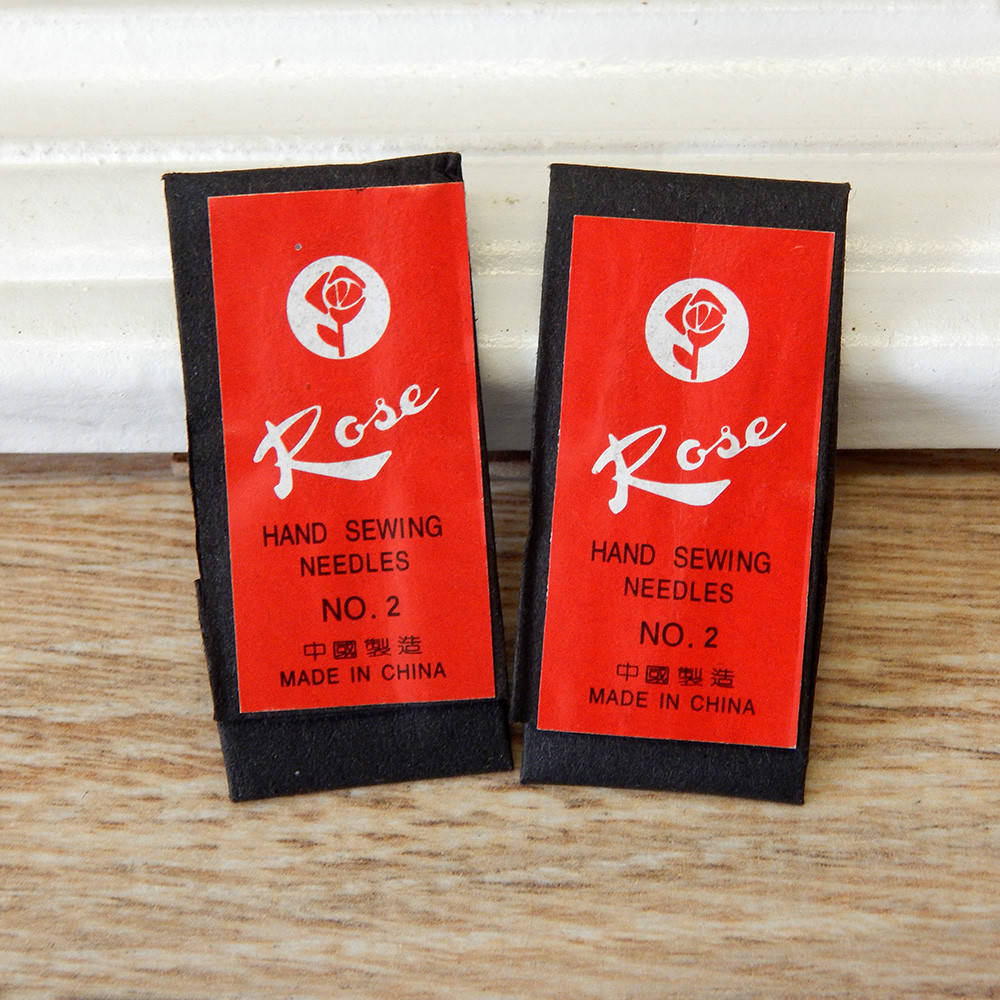 Rose
HAND SEWING
NEEDLES
NO. 2
中國製造
MADE IN CHINA
Rose
HAND SEWING
NEEDLES
NO. 2
中國製造
MADE IN CHINA